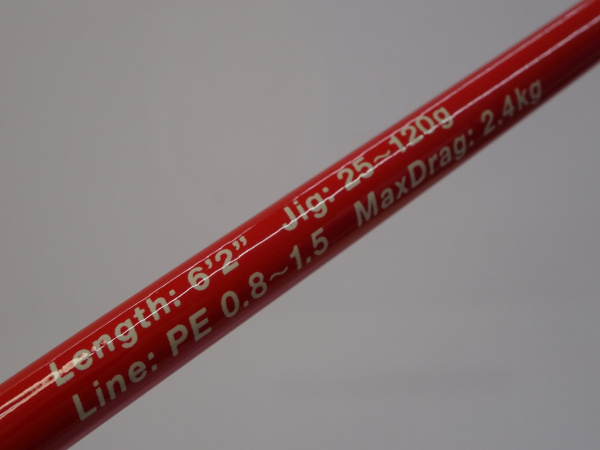 Length: 6’2” Jig: 25~120g
Line: PE 0.8~1.5 MaxDrag: 2.4kg